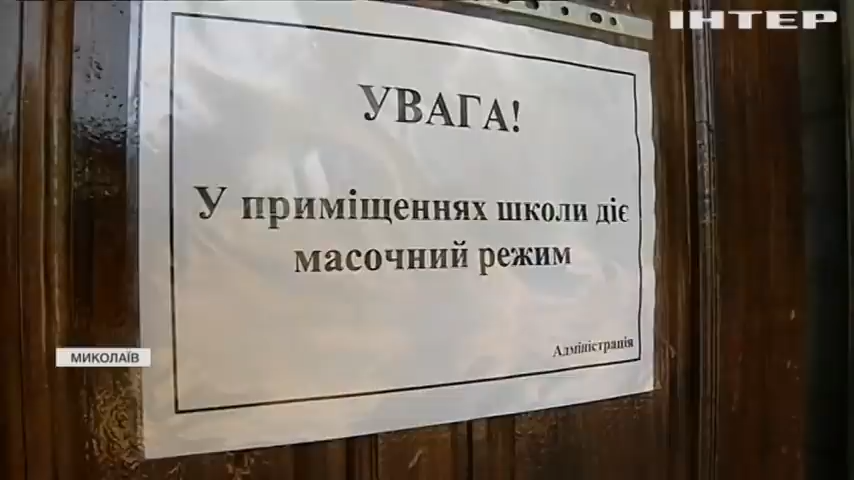 ІНТЕР
УВАГА!
У приміщеннях школи діє
масочний режим
Адміністрація
МИКОЛАЇВ